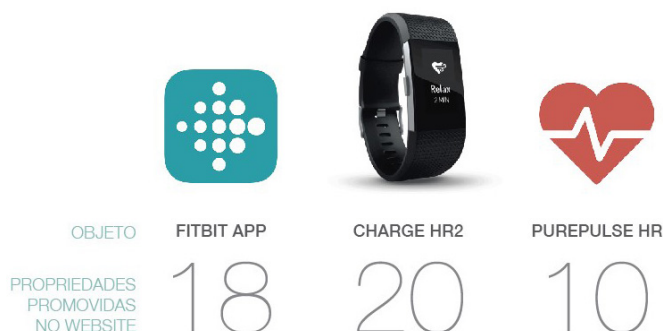 Relax
2 MIN
OBJETO
FITBIT APP
CHARGE HR2
PUREPULSE HR
PROPRIEDADES
PROMOVIDAS
NO WEBSITE
18
20
10